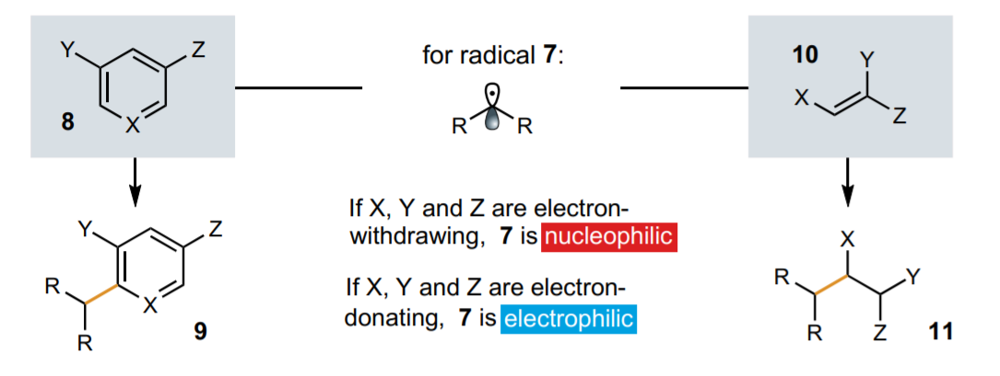 Y
Z
X
8
for radical 7:
R
R
10
Y
X
Z
If X, Y and Z are electron-
withdrawing, 7 is nucleophilic
If X, Y and Z are electron-
donating, 7 is electrophilic
Y
Z
R
X
R
9
X
R
Y
R
Z
11